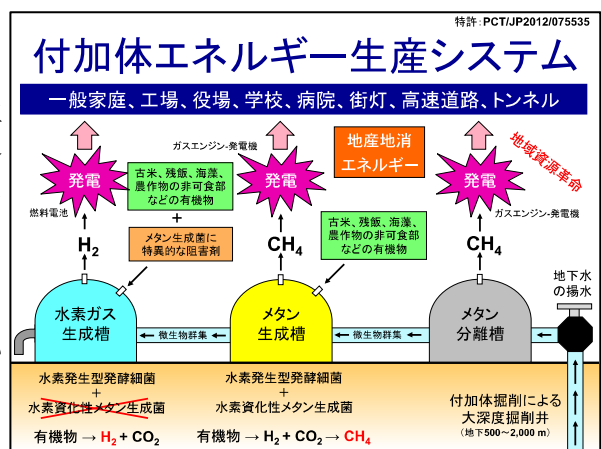 特許：PCT/JP2012/075535
付加体エネルギー生産システム
一般家庭、工場、役場、学校、病院、街灯、高速道路、トンネル
発電
燃料電池
H2
古米、残飯、海藻、
農作物の非可食部
などの有機物
+
メタン生成菌に
特異的な阻害剤
ガスエンジン-発電機
発電
CH4
地産地消
エネルギー
古米、残飯、海藻、
農作物の非可食部
などの有機物
発電
ガスエンジン-発電機
CH4
地域資源革命
地下水
の揚水
水素ガス
生成槽
微生物群集
メタン
生成槽
微生物群集
メタン
分離槽
水素発生型発酵細菌
+
水素資化性メタン生成菌
有機物 → H2 + CO2
水素発生型発酵細菌
+
水素資化性メタン生成菌
有機物 → H2 + CO2 → CH4
付加体掘削による
大深度掘削井
（地下500～2,000 m）